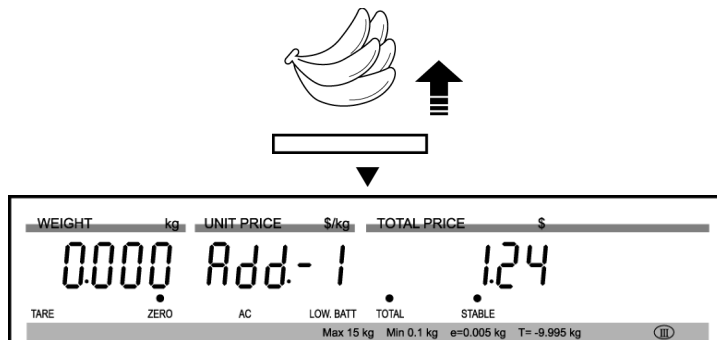 WEIGHT kg UNIT PRICE $/kg TOTAL PRICE $
0.000 Add.- 1 1.24
TARE ZERO AC LOW. BATT TOTAL STABLE
Max 15 kg Min 0.1 kg e=0.005 kg T= -9.995 kg III